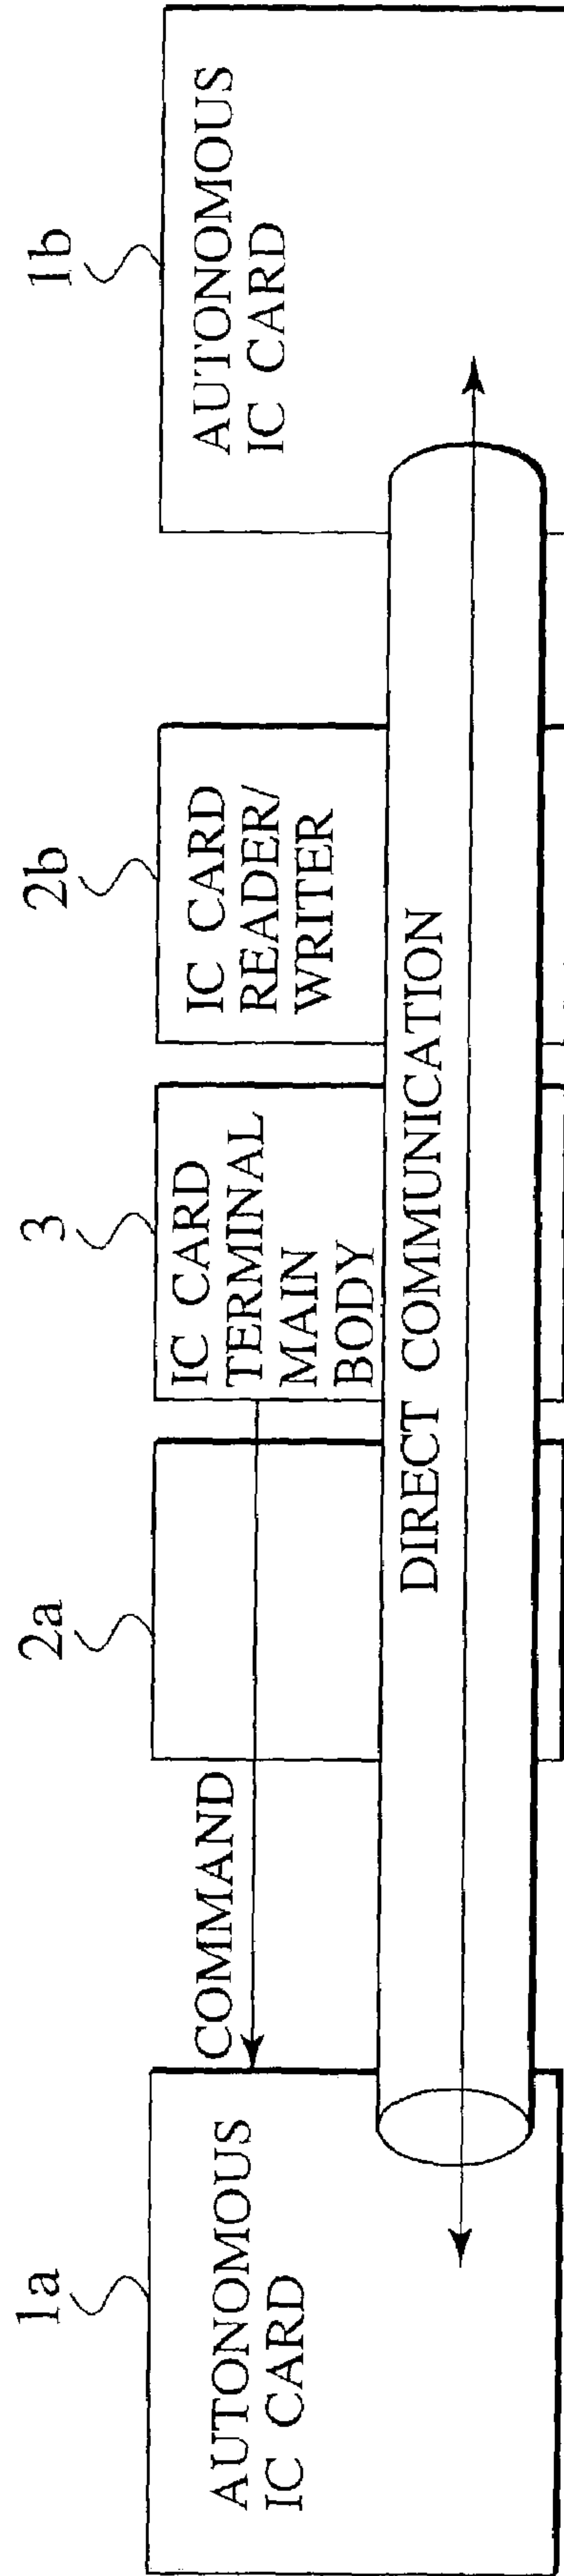 1a
AUTONOMOUS
IC CARD
COMMAND
2a
3
IC CARD
TERMINAL
MAIN
BODY
2b
IC CARD
READER/
WRITER
1b
AUTONOMOUS
IC CARD
DIRECT COMMUNICATION